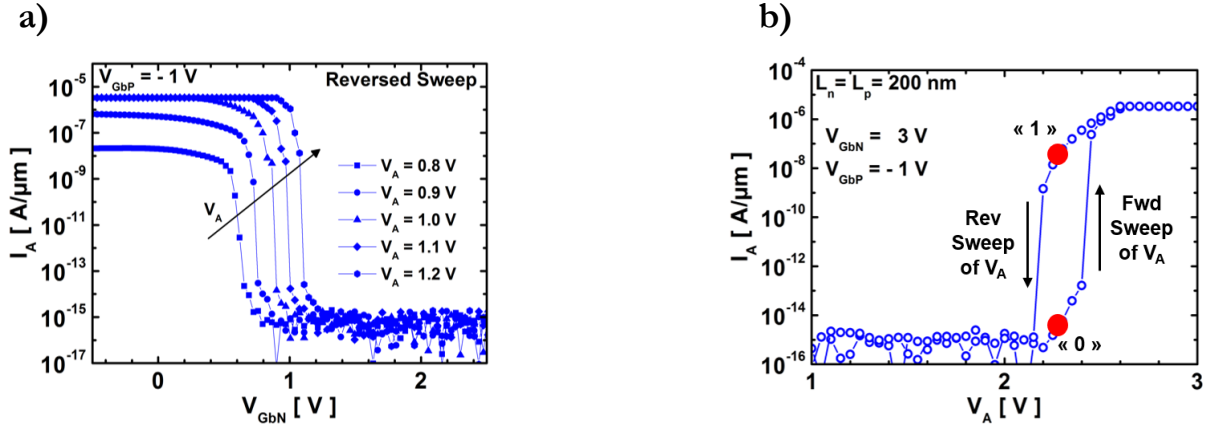 a)
V_GbP = - 1 V
Reversed Sweep
10^-5
10^-7
10^-9
10^-11
10^-13
10^-15
10^-17
I_A [ A/µm ]
V_A
V_A = 0.8 V
V_A = 0.9 V
V_A = 1.0 V
V_A = 1.1 V
V_A = 1.2 V
0
1
2
V_GbN [ V ]
b)
10^-4
10^-6
10^-8
10^-10
10^-12
10^-14
10^-16
I_A [ A/µm ]
L_n = L_p = 200 nm
V_GbN = 3 V
V_GbP = - 1 V
« 1 »
Rev
Sweep
of V_A
Fwd
Sweep
of V_A
« 0 »
1
2
3
V_A [ V ]